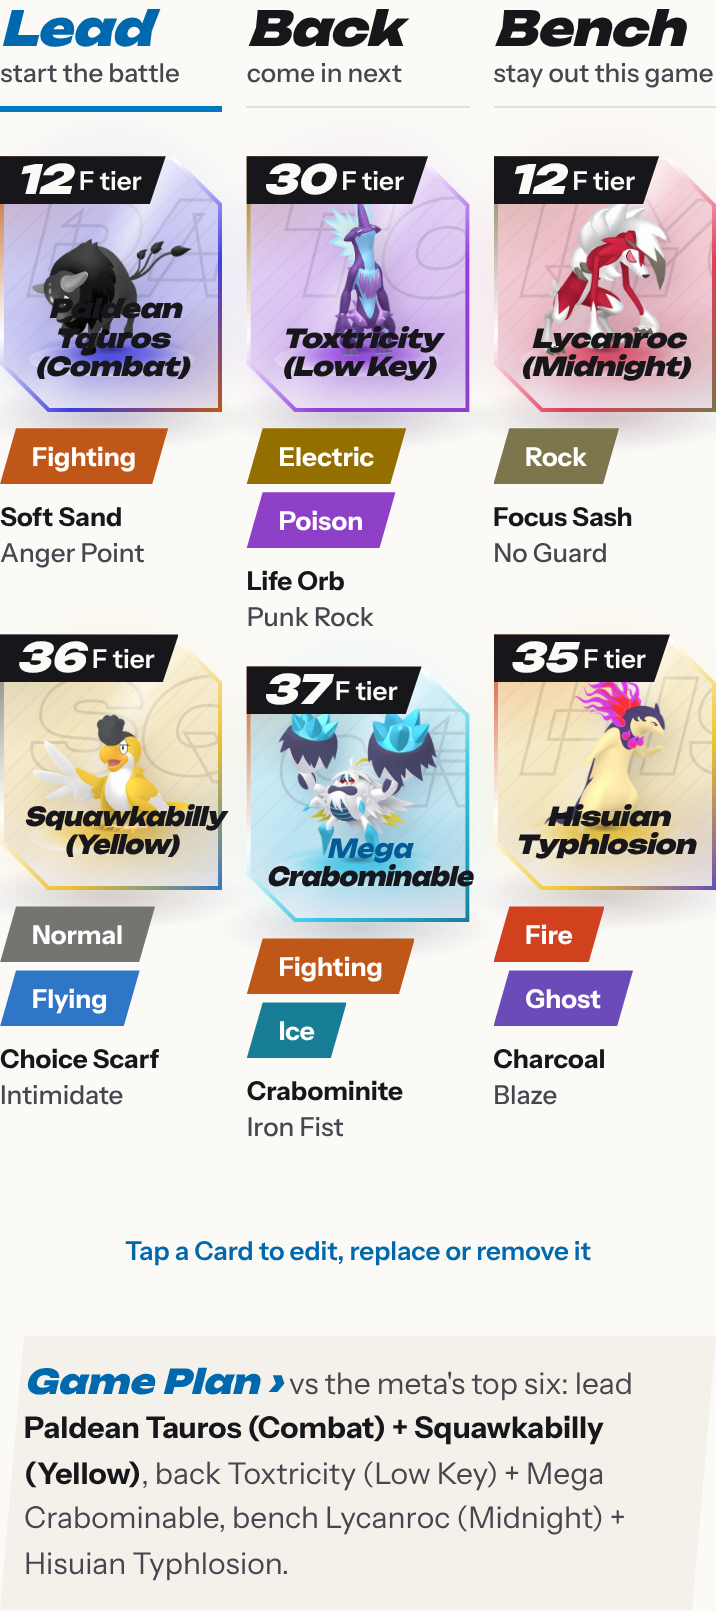 Lead
start the battle
Back
come in next
Bench
stay out this game
12 F tier
Paldean
Tauros
(Combat)
Fighting
Soft Sand
Anger Point
30 F tier
Toxtricity
(Low Key)
Electric
Poison
Life Orb
Punk Rock
12 F tier
Lycanroc
(Midnight)
Rock
Focus Sash
No Guard
36 F tier
Squawkabilly
(Yellow)
Normal
Flying
Choice Scarf
Intimidate
37 F tier
Mega
Crabominable
Fighting
Ice
Crabominite
Iron Fist
35 F tier
Hisuian
Typhlosion
Fire
Ghost
Charcoal
Blaze
Tap a Card to edit, replace or remove it
Game Plan › vs the meta's top six: lead
Paldean Tauros (Combat) + Squawkabilly
(Yellow), back Toxtricity (Low Key) + Mega
Crabominable, bench Lycanroc (Midnight) +
Hisuian Typhlosion.